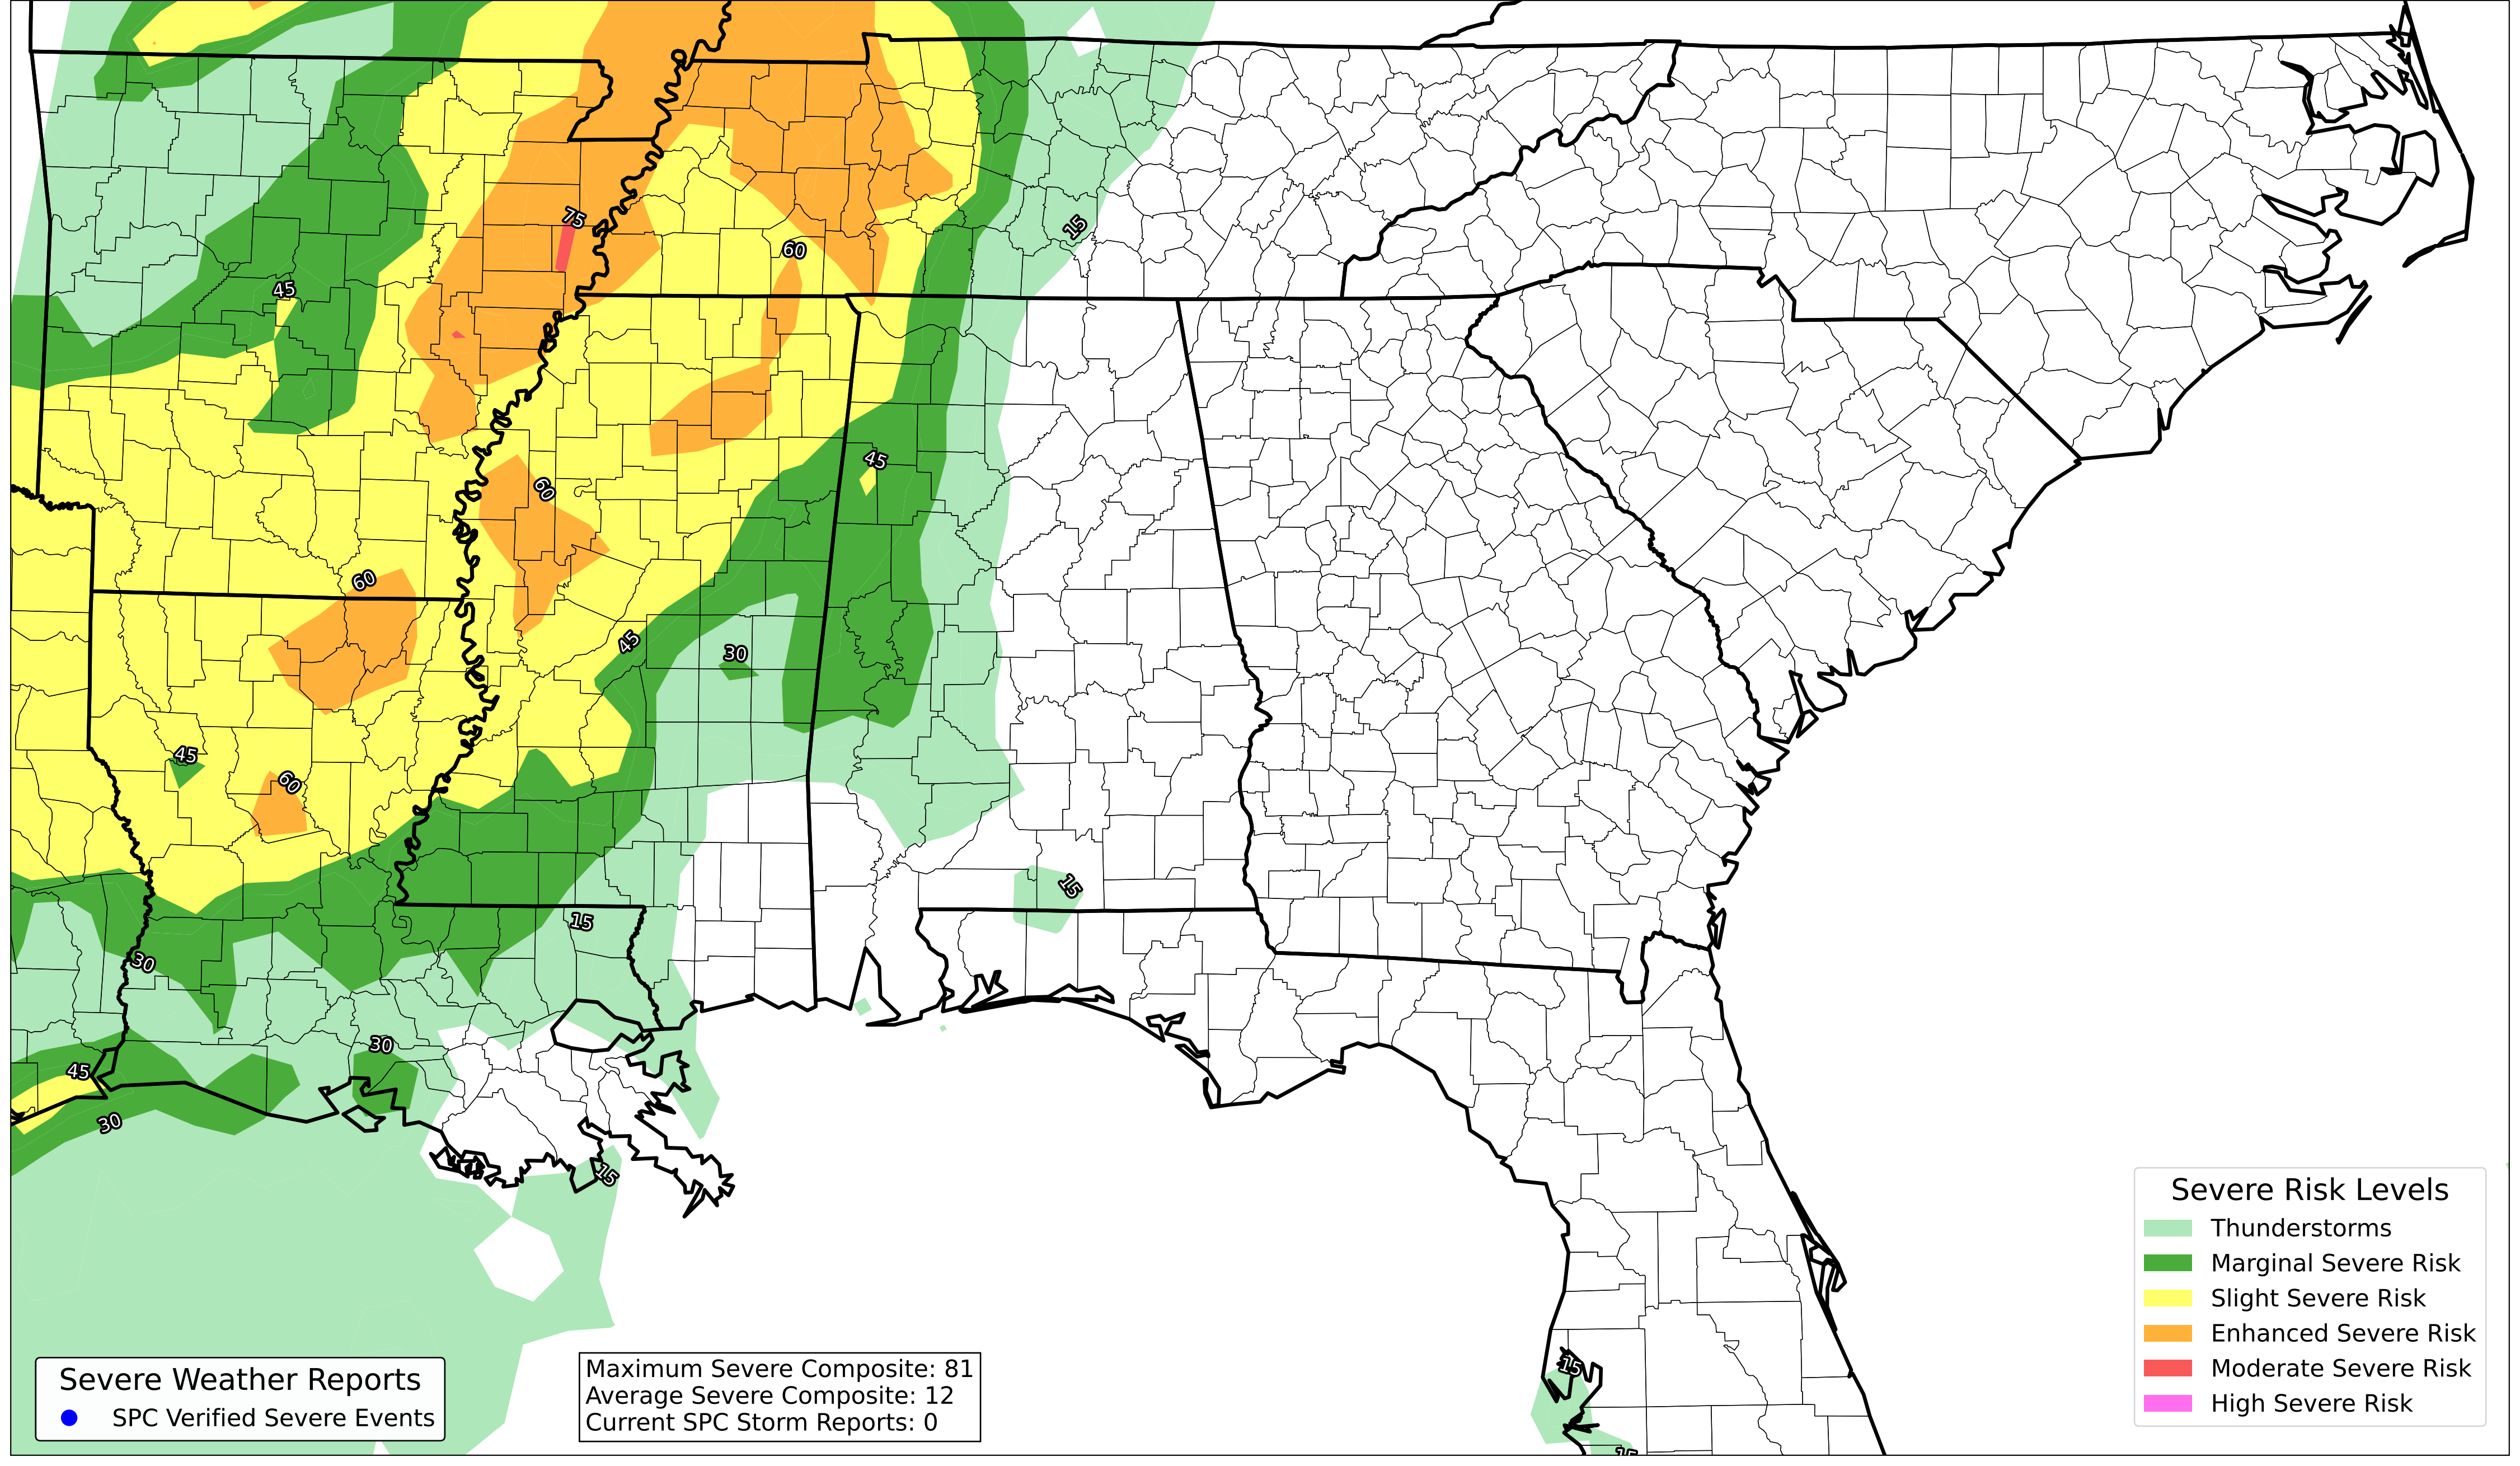 75
15
60
45
45
60
60
45
30
45
60
15
15
30
30
45
30
15
15
15
Severe Risk Levels
Thunderstorms
Marginal Severe Risk
Slight Severe Risk
Enhanced Severe Risk
Moderate Severe Risk
High Severe Risk
Severe Weather Reports
SPC Verified Severe Events
Maximum Severe Composite: 81
Average Severe Composite: 12
Current SPC Storm Reports: 0